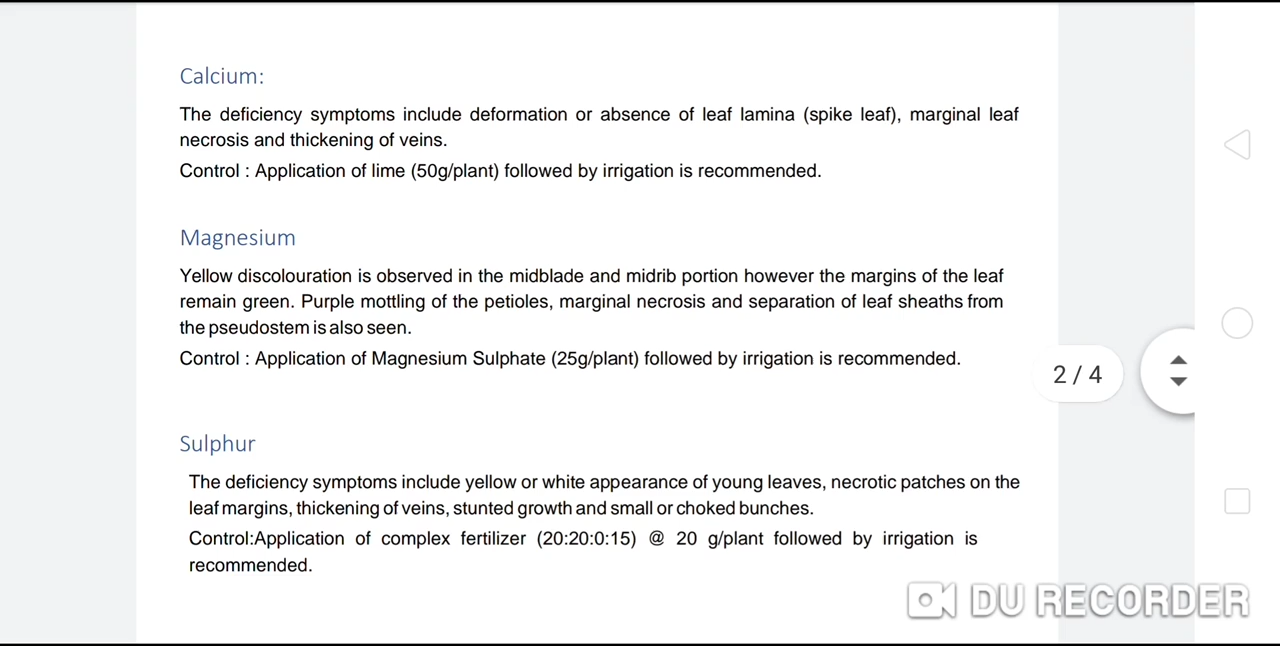 Calcium:
The deficiency symptoms include deformation or absence of leaf lamina (spike leaf), marginal leaf
necrosis and thickening of veins.
Control : Application of lime (50g/plant) followed by irrigation is recommended.
Magnesium
Yellow discolouration is observed in the midblade and midrib portion however the margins of the leaf
remain green. Purple mottling of the petioles, marginal necrosis and separation of leaf sheaths from
the pseudostem is also seen.
Control : Application of Magnesium Sulphate (25g/plant) followed by irrigation is recommended.
2 / 4
Sulphur
The deficiency symptoms include yellow or white appearance of young leaves, necrotic patches on the
leaf margins, thickening of veins, stunted growth and small or choked bunches.
Control:Application of complex fertilizer (20:20:0:15) @ 20 g/plant followed by irrigation is
recommended.
DU RECORDER